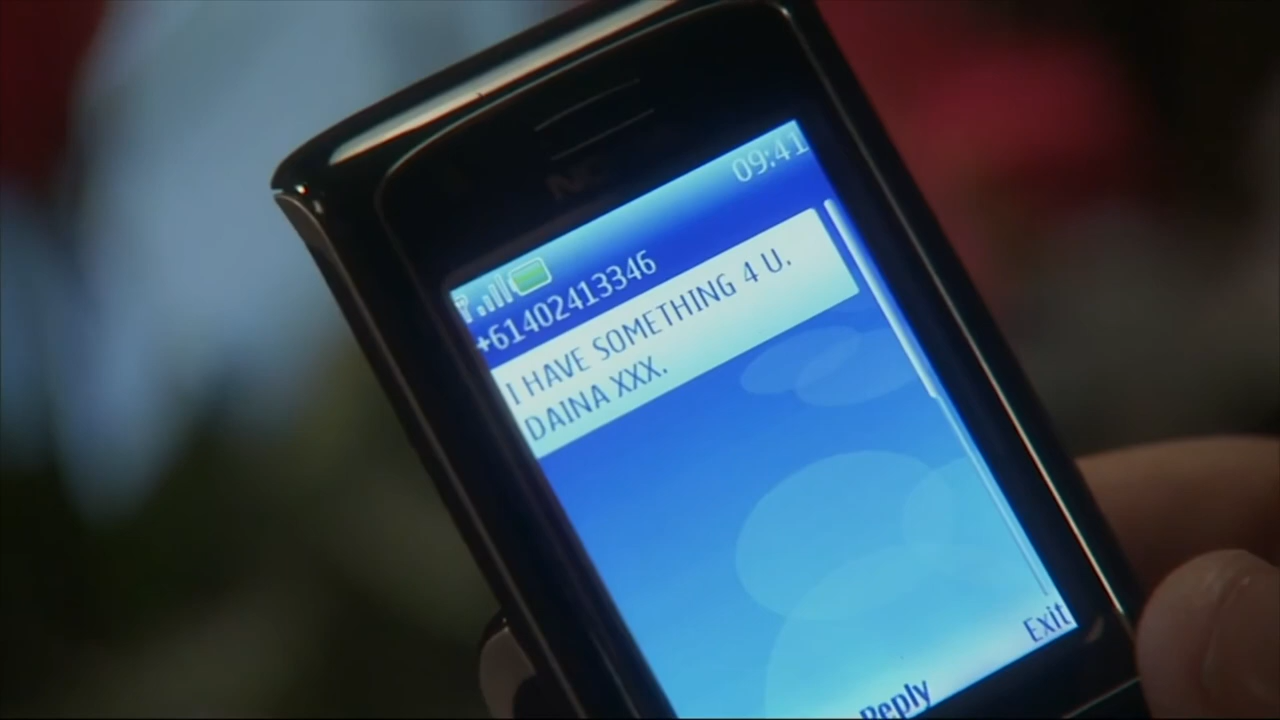 09:41
+61402413346
I HAVE SOMETHING 4 U.
DAINA XXX.
Exit
Reply